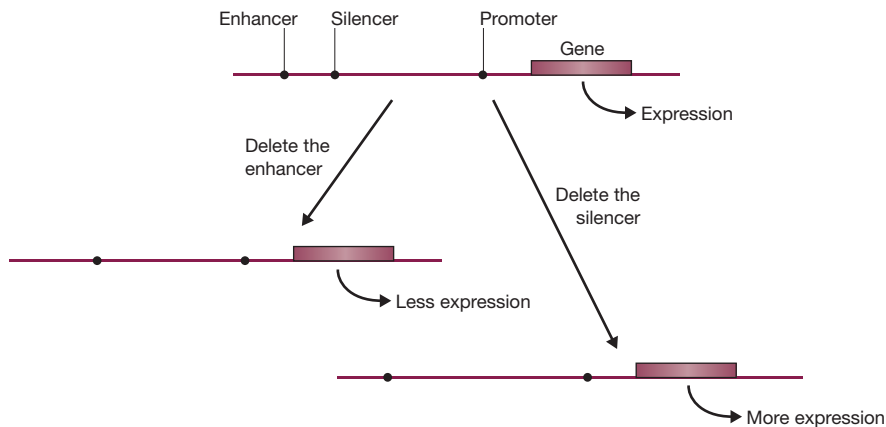 Enhancer
Silencer
Promoter
Gene
Expression
Delete the
enhancer
Delete the
silencer
Less expression
More expression